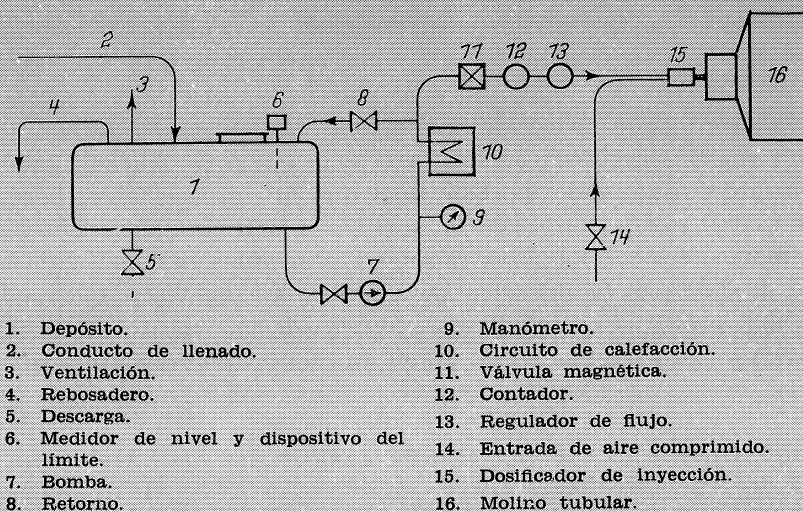 2
3
4
6
8
11
12
13
15
16
1
10
9
5
7
14
1. Depósito.
2. Conducto de llenado.
3. Ventilación.
4. Rebosadero.
5. Descarga.
6. Medidor de nivel y dispositivo del
límite.
7. Bomba.
8. Retorno.
9. Manómetro.
10. Circuito de calefacción.
11. Válvula magnética.
12. Contador.
13. Regulador de flujo.
14. Entrada de aire comprimido.
15. Dosificador de inyección.
16. Molino tubular.